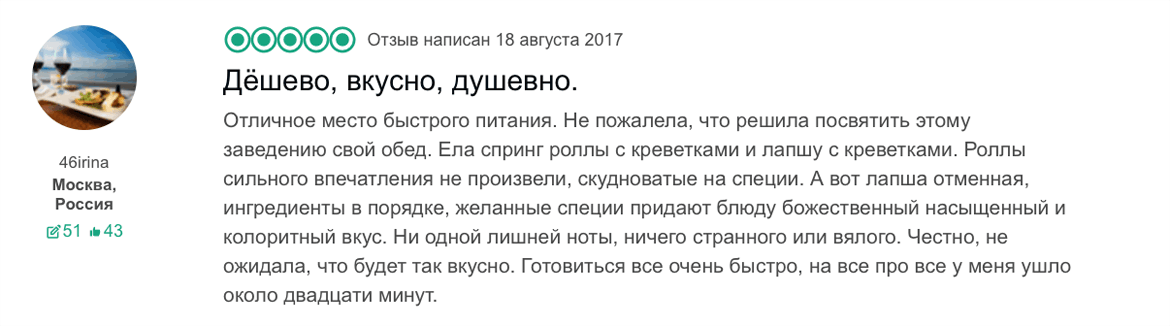 Отзыв написан 18 августа 2017
Дёшево, вкусно, душевно.
Отличное место быстрого питания. Не пожалела, что решила посвятить этому
заведению свой обед. Ела спринг роллы с креветками и лапшу с креветками. Роллы
сильного впечатления не произвели, скудноватые на специи. А вот лапша отменная,
ингредиенты в порядке, желанные специи придают блюду божественный насыщенный и
колоритный вкус. Ни одной лишней ноты, ничего странного или вялого. Честно, не
ожидала, что будет так вкусно. Готовиться все очень быстро, на все про все у меня ушло
около двадцати минут.
46irina
Москва,
Россия
51 43